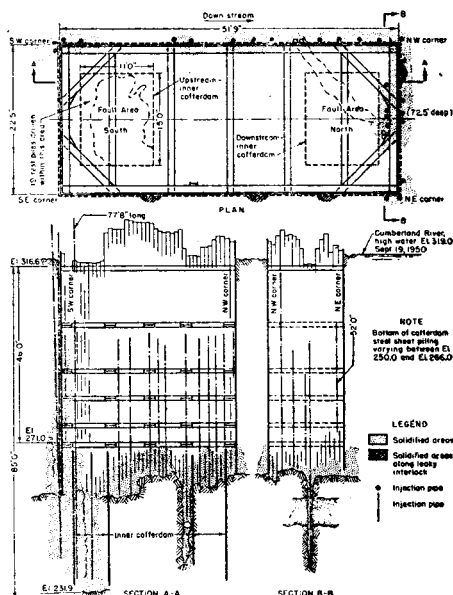 Down stream
51'9"
B
SW corner
NW corner
A
A
11'0"
Upstream
inner
cofferdam
Fault Area
South
15'0"
Fault Area
North
(72.5' deep)
22.5'
10 test pipes driven
within this area
Downstream
inner
cofferdam
SE corner
NE corner
PLAN
B
77'8" long
Cumberland River,
high water El. 319.0
Sept 19, 1950
El. 316.6
SW corner
NW corner
NW corner
NE corner
52'0"
46'0"
NOTE
Bottom of cofferdam
steel sheet piling
varying between El.
250.0 and El. 266.0
El.
271.0
85'0"
LEGEND
Solidified areas
Solidified areas
along leaky
interlock
Injection pipe
Injection pipe
Inner cofferdam
El. 231.9
SECTION A-A
SECTION B-B